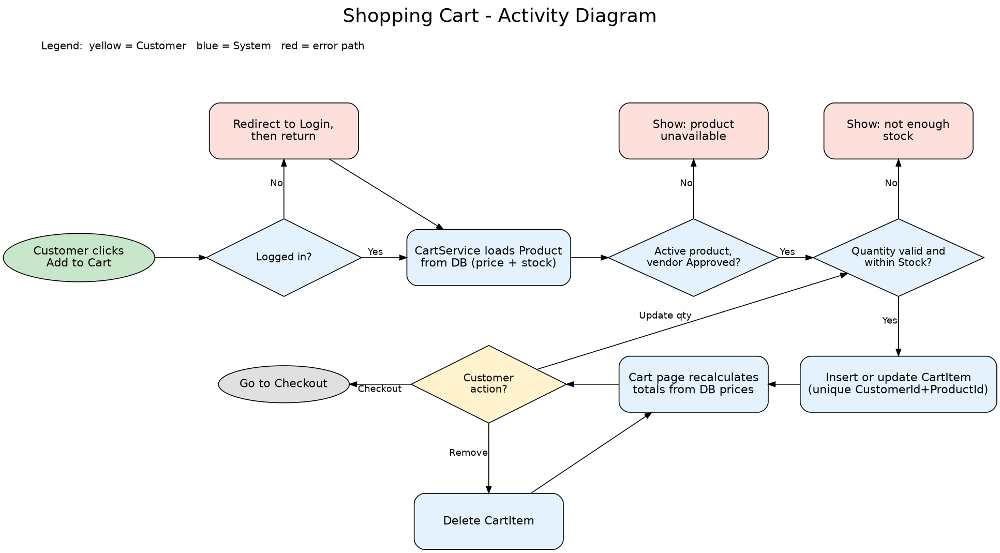 Shopping Cart - Activity Diagram
Legend:  yellow = Customer   blue = System   red = error path
Redirect to Login,
then return
Show: product
unavailable
Show: not enough
stock
No
No
No
Customer clicks
Add to Cart
Logged in?
Yes
CartService loads Product
from DB (price + stock)
Active product,
vendor Approved?
Yes
Quantity valid and
within Stock?
Update qty
Yes
Go to Checkout
Checkout
Customer
action?
Cart page recalculates
totals from DB prices
Insert or update CartItem
(unique CustomerId+ProductId)
Remove
Delete CartItem